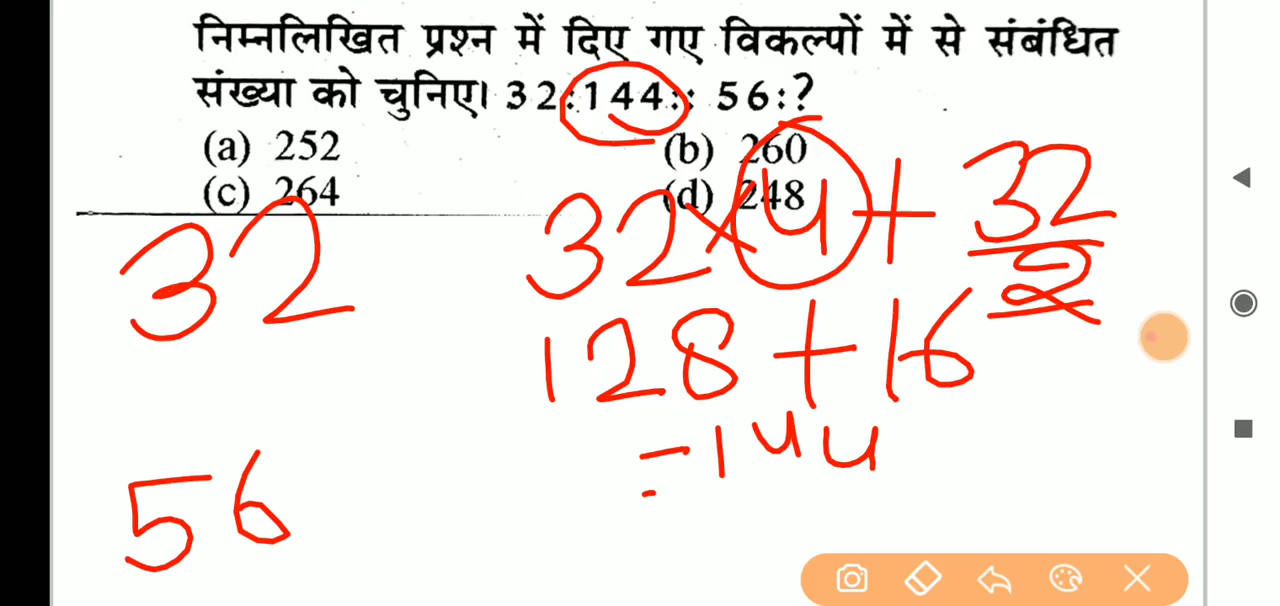 निम्नलिखित प्रश्न में दिए गए विकल्पों में से संबंधित
संख्या को चुनिए। 32:144:: 56:?
(a) 252 (b) 260
(c) 264 (d) 248
32 32×4+32/2
128+16
=144
56